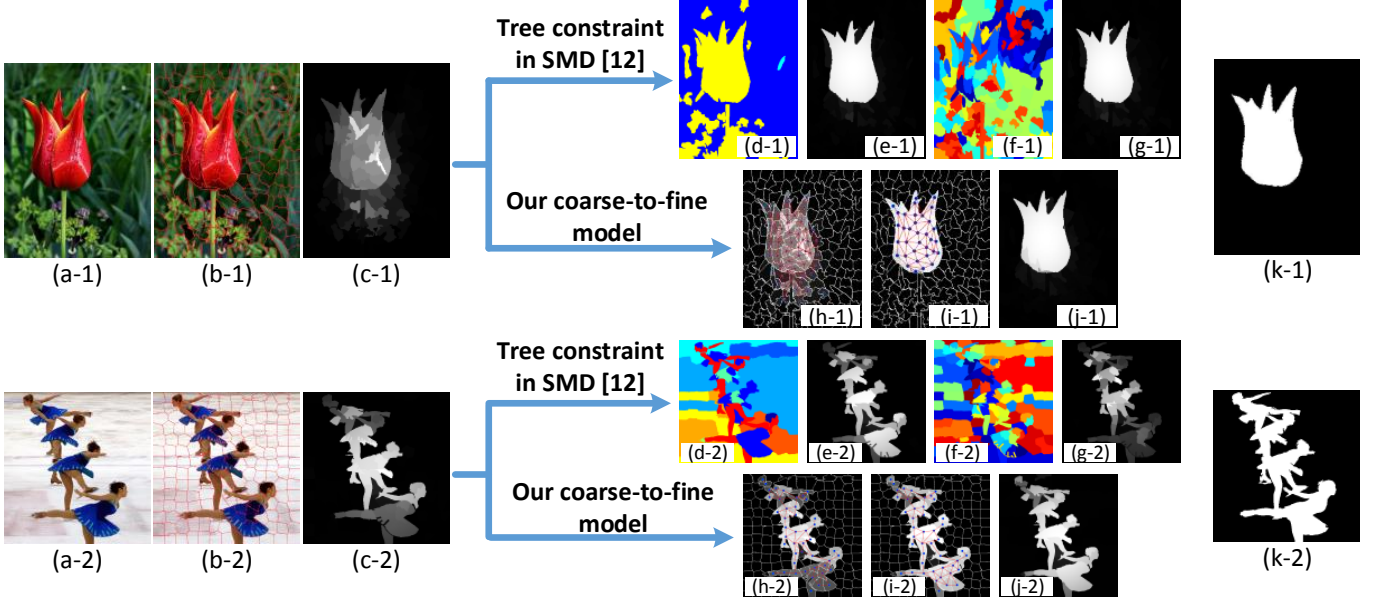 Tree constraint
in SMD [12]
(d-1)
(e-1)
(f-1)
(g-1)
Our coarse-to-fine
model
(h-1)
(i-1)
(j-1)
(a-1)
(b-1)
(c-1)
(k-1)
Tree constraint
in SMD [12]
(d-2)
(e-2)
(f-2)
(g-2)
Our coarse-to-fine
model
(h-2)
(i-2)
(j-2)
(a-2)
(b-2)
(c-2)
(k-2)